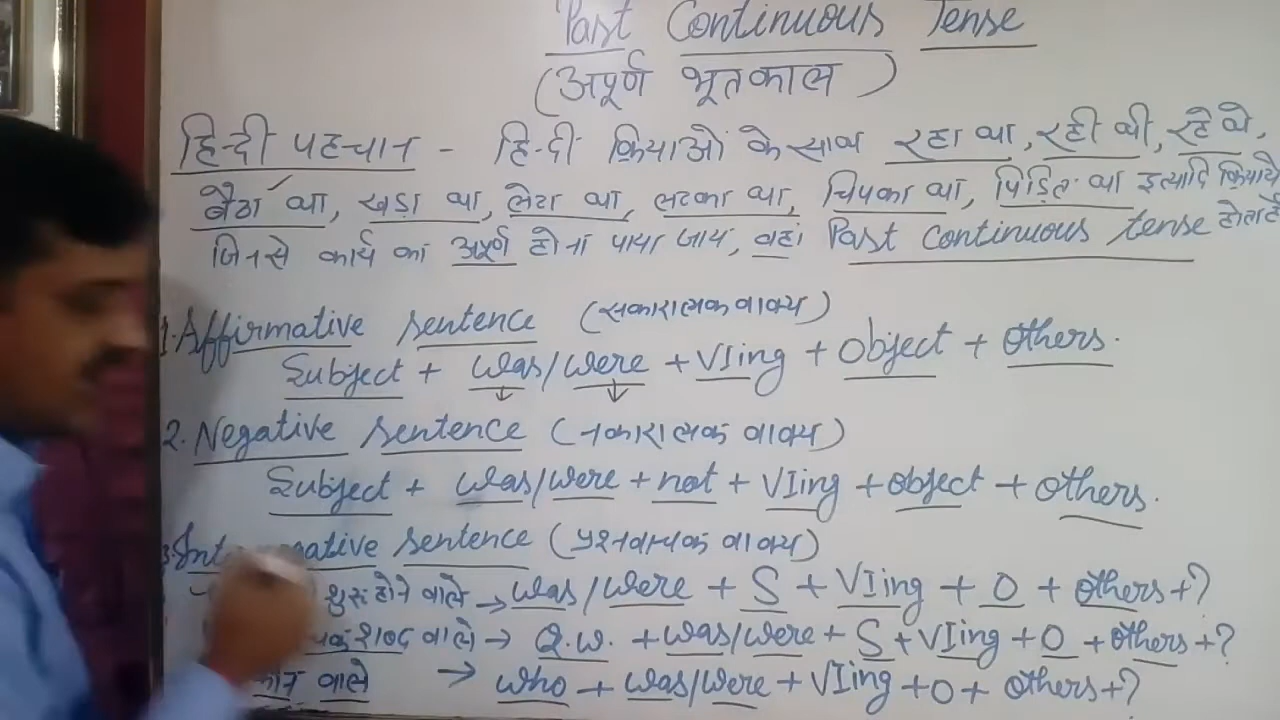 Past Continuous Tense
(अपूर्ण भूतकाल)
हिन्दी पहचान - हिन्दी क्रियाओं के साथ रहा था, रही थी, रहे थे,
बैठा था, खड़ा था, लेटा था, लटका था, चिपका था, पिड़ित था इत्यादि क्रियायें
जिनसे कार्य का अपूर्ण होना पाया जाय, वहां Past Continuous tense होता है
1. Affirmative sentence (सकारात्मक वाक्य)
Subject + was/were + VIing + Object + Others.
2. Negative sentence (नकारात्मक वाक्य)
Subject + was/were + not + VIing + object + Others.
3. sentence (प्रश्नवाचक वाक्य)
शुरू होने वाले → was/were + S + VIing + O + Others + ?
शब्द वाले → Q.W. + was/were + S + VIing + O + Others + ?
वाले → who + was/were + VIing + O + Others + ?